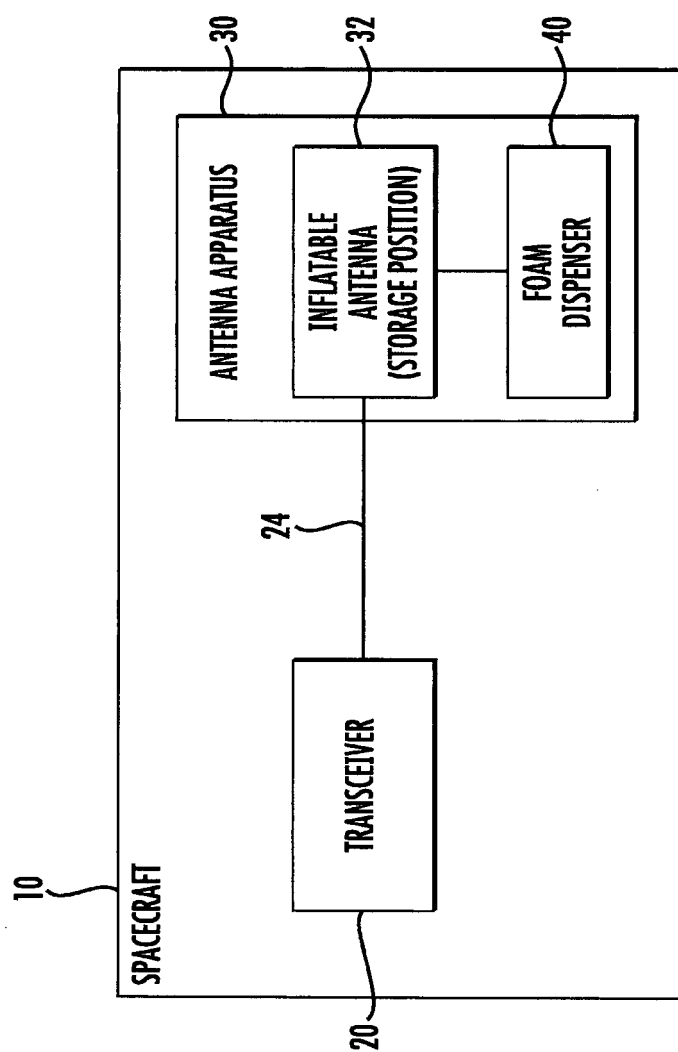 10
SPACECRAFT
20
TRANSCEIVER
24
30
ANTENNA APPARATUS
32
INFLATABLE
ANTENNA
(STORAGE POSITION)
40
FOAM
DISPENSER